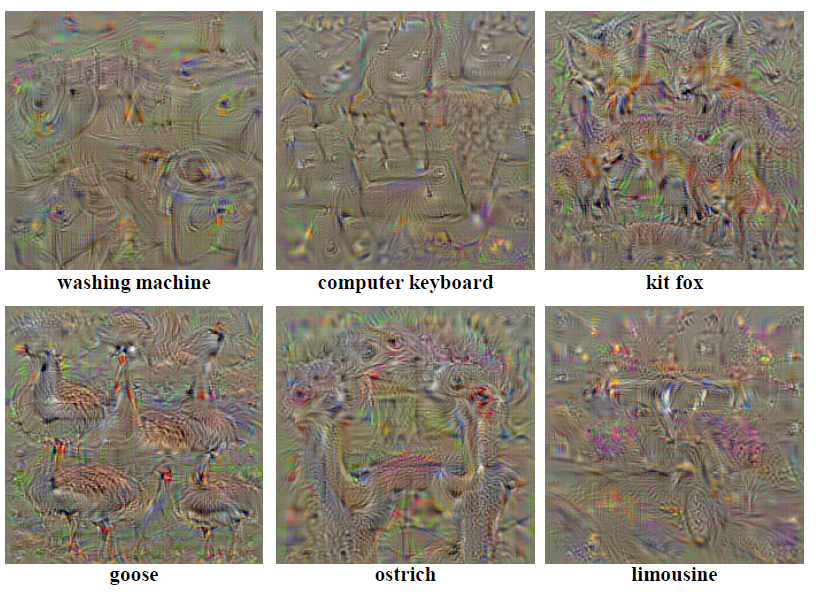 washing machine
computer keyboard
kit fox
goose
ostrich
limousine